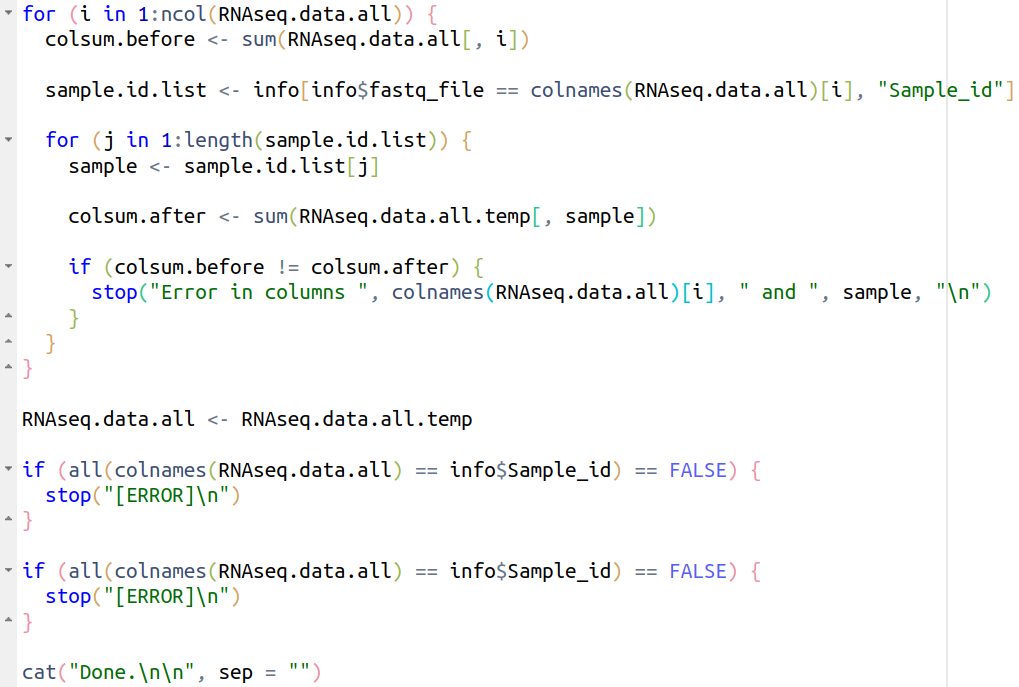 for (i in 1:ncol(RNAseq.data.all)) {
  colsum.before <- sum(RNAseq.data.all[, i])

  sample.id.list <- info[info$fastq_file == colnames(RNAseq.data.all)[i], "Sample_id"]

  for (j in 1:length(sample.id.list)) {
    sample <- sample.id.list[j]

    colsum.after <- sum(RNAseq.data.all.temp[, sample])

    if (colsum.before != colsum.after) {
      stop("Error in columns ", colnames(RNAseq.data.all)[i], " and ", sample, "\n")
    }
  }
}

RNAseq.data.all <- RNAseq.data.all.temp

if (all(colnames(RNAseq.data.all) == info$Sample_id) == FALSE) {
  stop("[ERROR]\n")
}

if (all(colnames(RNAseq.data.all) == info$Sample_id) == FALSE) {
  stop("[ERROR]\n")
}

cat("Done.\n\n", sep = "")